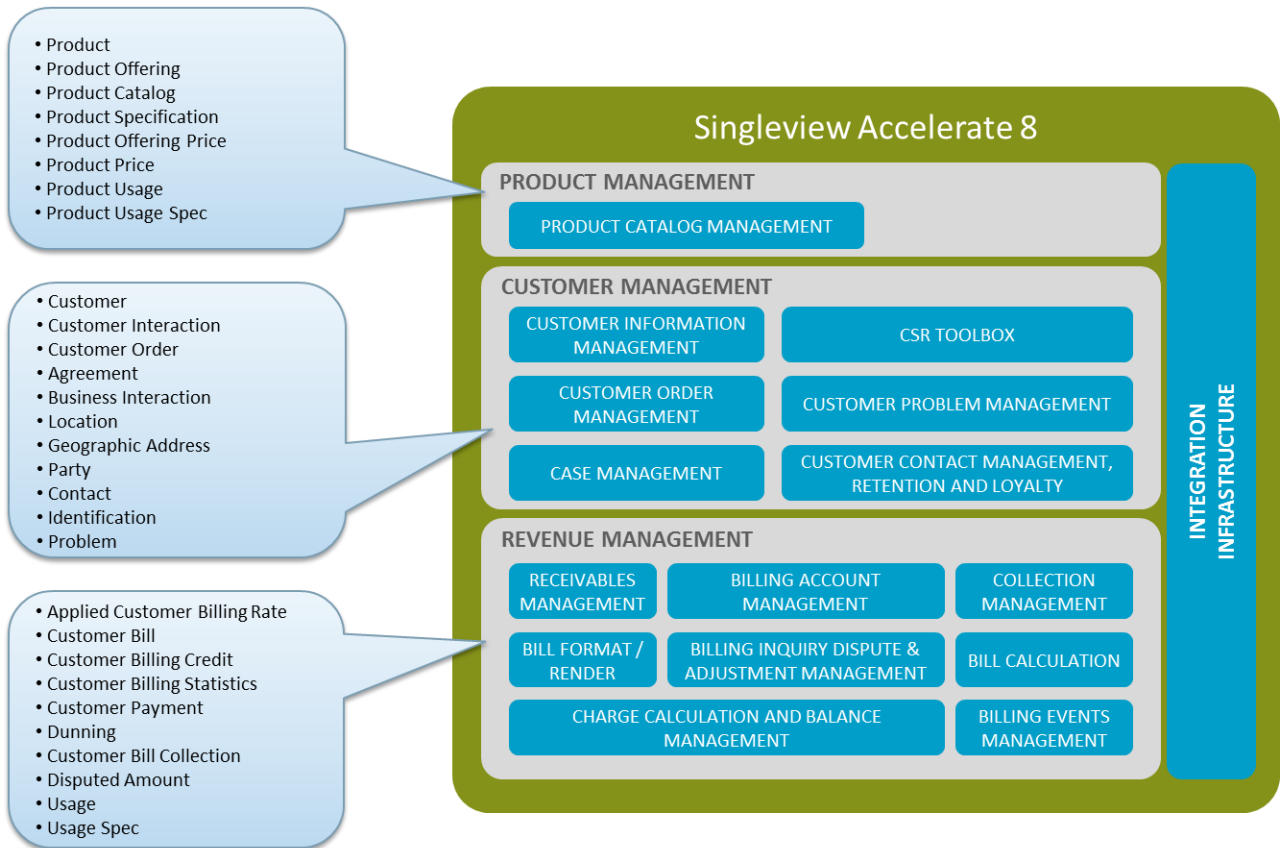 • Product
• Product Offering
• Product Catalog
• Product Specification
• Product Offering Price
• Product Price
• Product Usage
• Product Usage Spec
Singleview Accelerate 8
PRODUCT MANAGEMENT
PRODUCT CATALOG MANAGEMENT
• Customer
• Customer Interaction
• Customer Order
• Agreement
• Business Interaction
• Location
• Geographic Address
• Party
• Contact
• Identification
• Problem
CUSTOMER MANAGEMENT
CUSTOMER INFORMATION
MANAGEMENT
CSR TOOLBOX
CUSTOMER ORDER
MANAGEMENT
CUSTOMER PROBLEM MANAGEMENT
CASE MANAGEMENT
CUSTOMER CONTACT MANAGEMENT,
RETENTION AND LOYALTY
• Applied Customer Billing Rate
• Customer Bill
• Customer Billing Credit
• Customer Billing Statistics
• Customer Payment
• Dunning
• Customer Bill Collection
• Disputed Amount
• Usage
• Usage Spec
REVENUE MANAGEMENT
RECEIVABLES
MANAGEMENT
BILLING ACCOUNT
MANAGEMENT
COLLECTION
MANAGEMENT
BILL FORMAT /
RENDER
BILLING INQUIRY DISPUTE &
ADJUSTMENT MANAGEMENT
BILL CALCULATION
CHARGE CALCULATION AND BALANCE
MANAGEMENT
BILLING EVENTS
MANAGEMENT
INTEGRATION
INFRASTRUCTURE